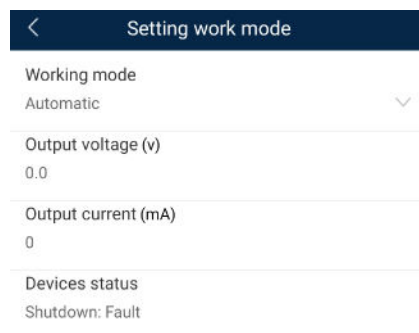 Setting work mode
Working mode
Automatic
Output voltage (v)
0.0
Output current (mA)
0
Devices status
Shutdown: Fault